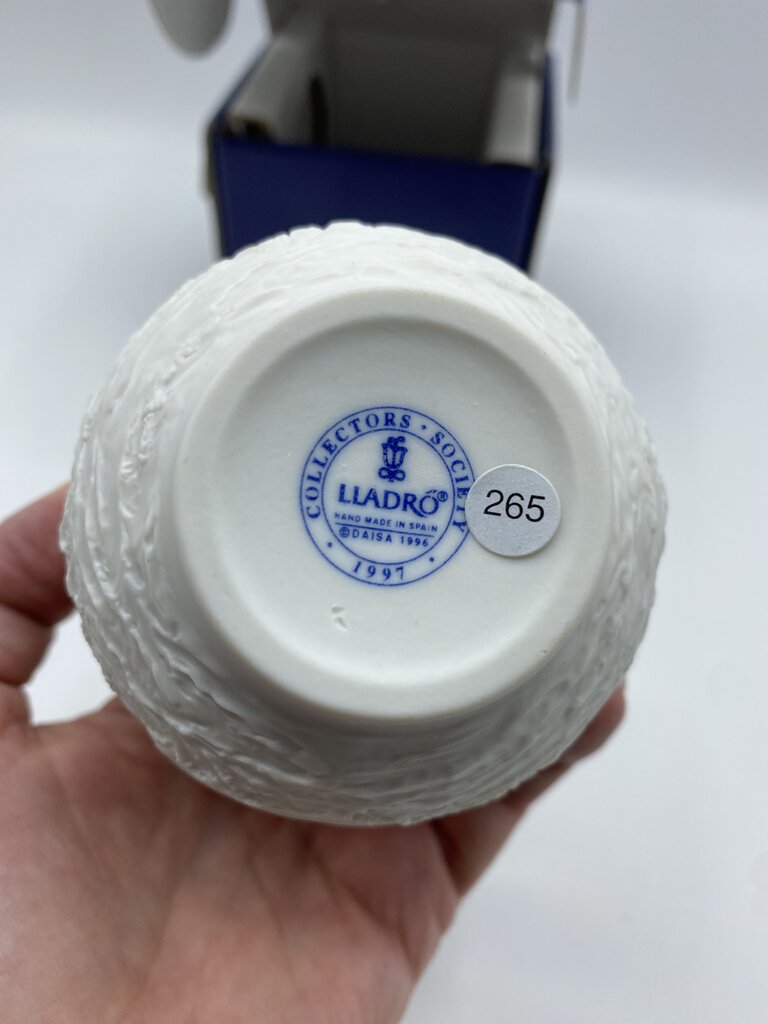 COLLECTORS · SOCIETY
LLADRÓ®
HAND MADE IN SPAIN
©DAISA 1996
· 1997 ·
265